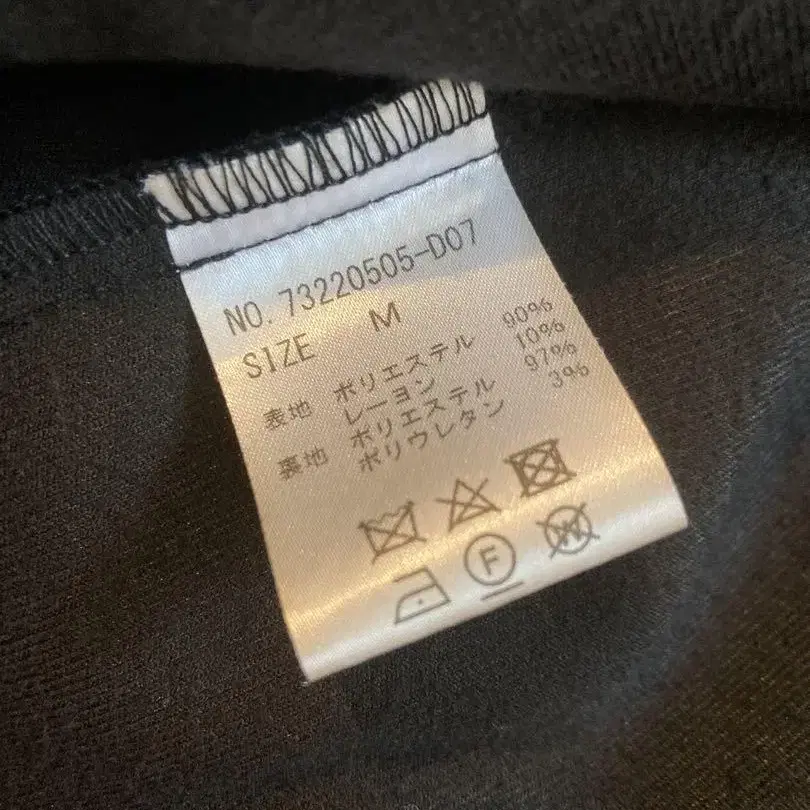 NO. 73220505-D07
SIZE M
表地 ポリエステル 90%
レーヨン 10%
裏地 ポリエステル 97%
ポリウレタン 3%
F W